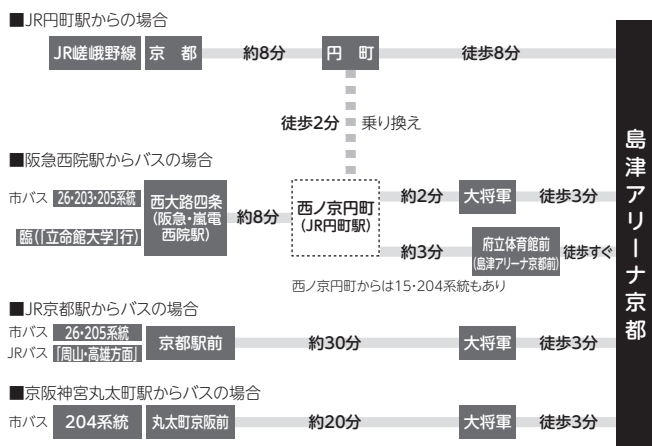 ■JR円町駅からの場合
JR嵯峨野線 京 都 約8分 円 町 徒歩8分
徒歩2分 乗り換え
■阪急西院駅からバスの場合
市バス 26・203・205系統
臨(「立命館大学」行)
西大路四条
(阪急・嵐電
西院駅)
約8分
西ノ京円町
(JR円町駅)
約2分 大将軍 徒歩3分
約3分 府立体育館前
(島津アリーナ京都前)
徒歩すぐ
西ノ京円町からは15・204系統もあり
■JR京都駅からバスの場合
市バス 26・205系統
JRバス 「周山・高雄方面」
京都駅前 約30分 大将軍 徒歩3分
■京阪神宮丸太町駅からバスの場合
市バス 204系統 丸太町京阪前 約20分 大将軍 徒歩3分
島津アリーナ京都